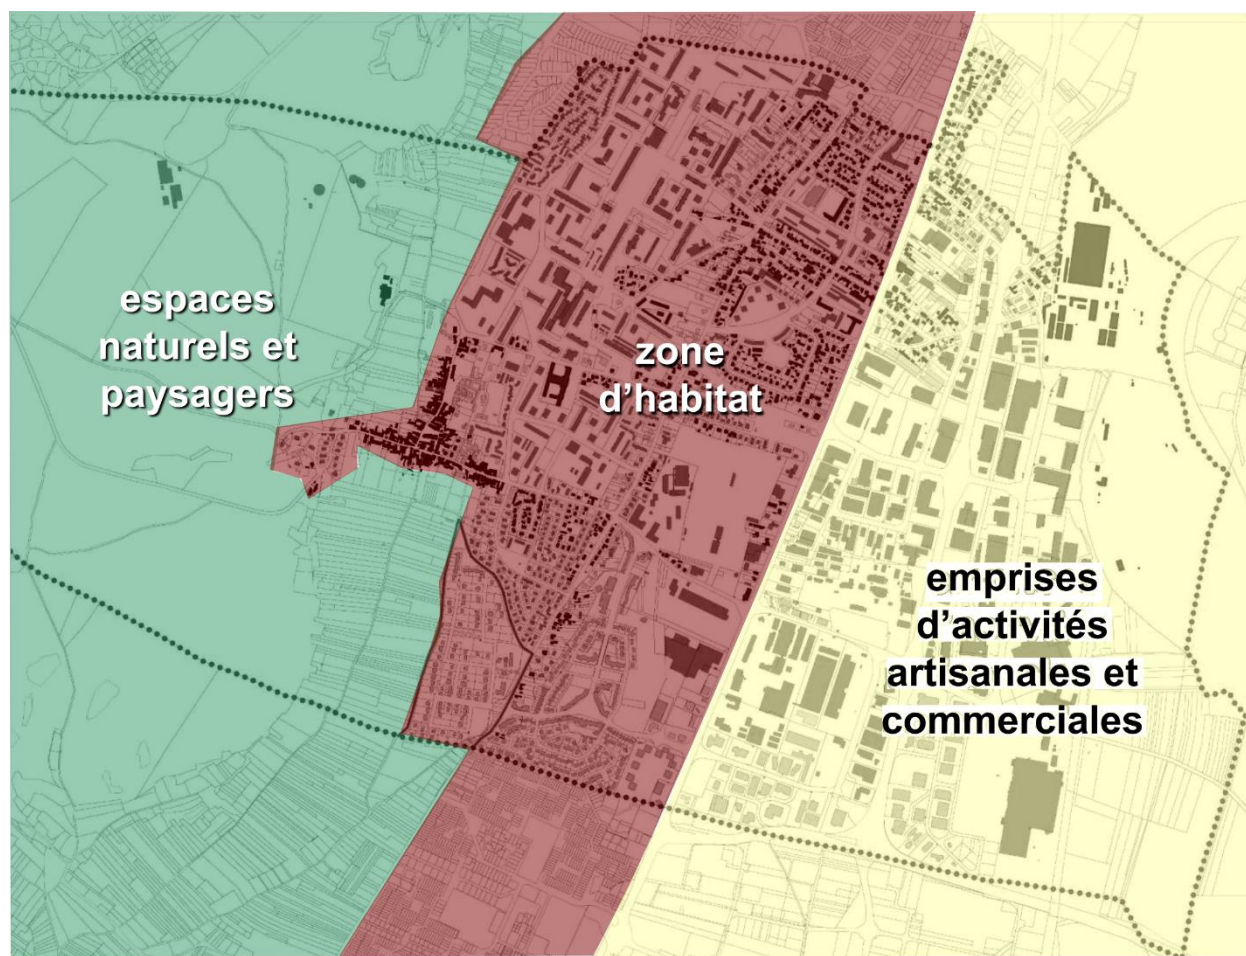 espaces
naturels et
paysagers
zone
d’habitat
emprises
d’activités
artisanales et
commerciales